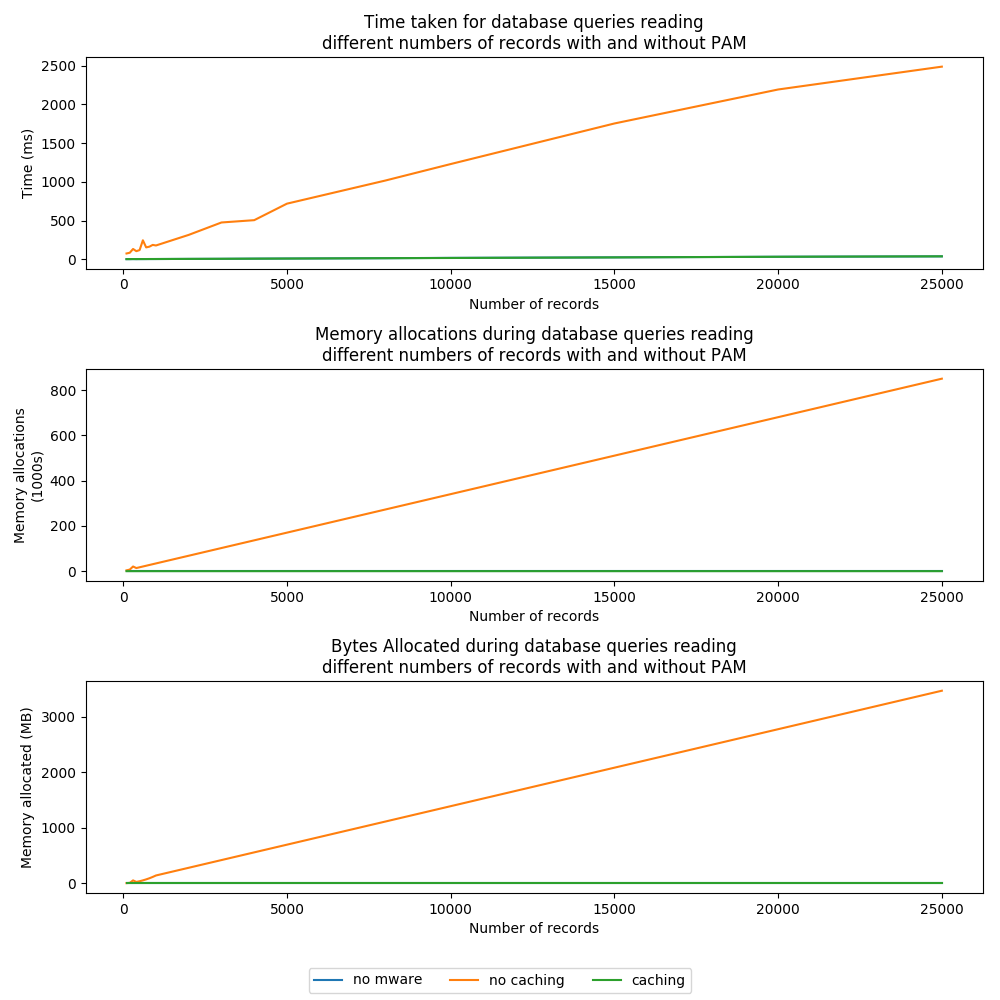 Time taken for database queries reading
different numbers of records with and without PAM
2500
2000
1500
1000
500
0
Time (ms)
0 5000 10000 15000 20000 25000
Number of records
Memory allocations during database queries reading
different numbers of records with and without PAM
800
600
400
200
0
Memory allocations
(1000s)
0 5000 10000 15000 20000 25000
Number of records
Bytes Allocated during database queries reading
different numbers of records with and without PAM
3000
2000
1000
0
Memory allocated (MB)
0 5000 10000 15000 20000 25000
Number of records
no mware no caching caching